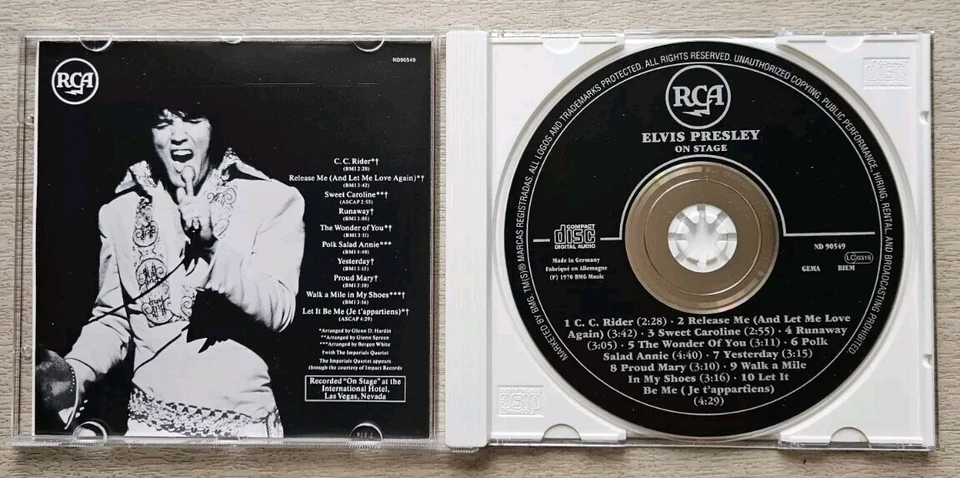 RCA
ND90549
C. C. Rider*†
(BMI 2:28)
Release Me (And Let Me Love Again)*†
(BMI 3:42)
Sweet Caroline**†
(ASCAP 2:55)
Runaway†
(BMI 3:05)
The Wonder of You*†
(BMI 3:11)
Polk Salad Annie***
(BMI 4:40)
Yesterday†
(BMI 3:15)
Proud Mary†
(BMI 3:10)
Walk a Mile in My Shoes***†
(BMI 3:16)
Let It Be Me (Je t'appartiens)*†
(ASCAP 4:29)
*Arranged by Glenn D. Hardin
**Arranged by Glenn Spreen
***Arranged by Bergen White
†with The Imperials Quartet
The Imperials Quartet appears
through the courtesy of Impact Records
Recorded "On Stage" at the
International Hotel,
Las Vegas, Nevada
MARKETED BY BMG. TM(S)® MARCAS REGISTRADAS. ALL LOGOS AND TRADEMARKS PROTECTED. ALL RIGHTS RESERVED. UNAUTHORIZED COPYING, PUBLIC PERFORMANCE, HIRING, RENTAL, AND BROADCASTING PROHIBITED
RCA
ELVIS PRESLEY
ON STAGE
COMPACT
disc
DIGITAL AUDIO
Made in Germany
Fabriqué en Allemagne
(P) 1970 BMG Music
ND 90549
GEMA BIEM
LC 0316
1 C. C. Rider (2:28) · 2 Release Me (And Let Me Love
Again) (3:42) · 3 Sweet Caroline (2:55) · 4 Runaway
(3:05) · 5 The Wonder Of You (3:11) · 6 Polk
Salad Annie (4:40) · 7 Yesterday (3:15)
8 Proud Mary (3:10) · 9 Walk a Mile
In My Shoes (3:16) · 10 Let It
Be Me ( Je t'appartiens)
(4:29)